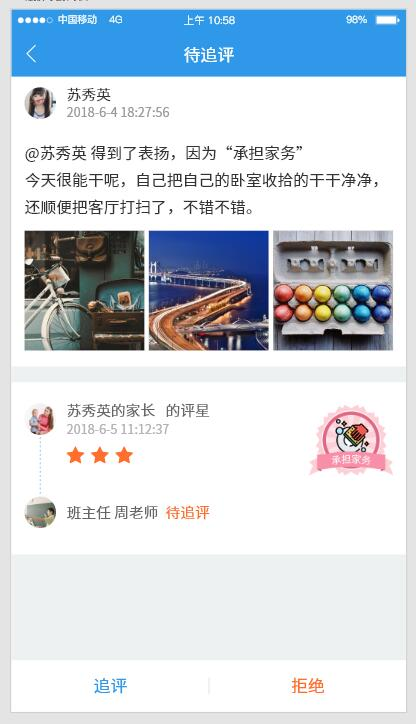 中国移动 4G 上午 10:58 98%
待追评
苏秀英
2018-6-4 18:27:56
@苏秀英 得到了表扬，因为“承担家务”
今天很能干呢，自己把自己的卧室收拾的干干净净，
还顺便把客厅打扫了，不错不错。
苏秀英的家长 的评星
2018-6-5 11:12:37
承担家务
班主任 周老师 待追评
追评 拒绝